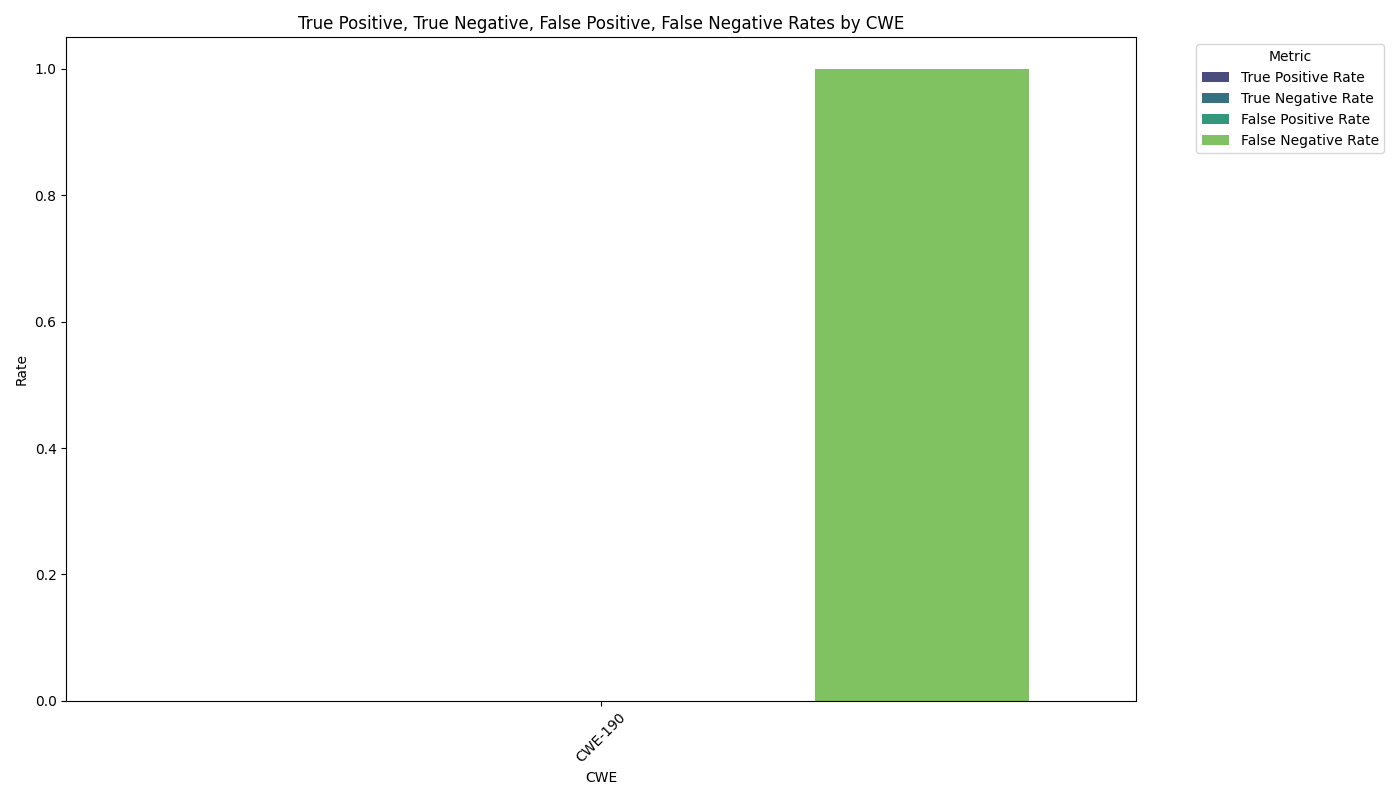 True Positive, True Negative, False Positive, False Negative Rates by CWE
Metric
True Positive Rate
True Negative Rate
False Positive Rate
False Negative Rate
1.0
0.8
0.6
0.4
0.2
0.0
Rate
CWE-190
CWE